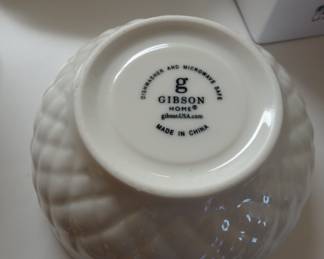 DISHWASHER AND MICROWAVE SAFE
g
GIBSON
HOME®
gibsonUSA.com
MADE IN CHINA